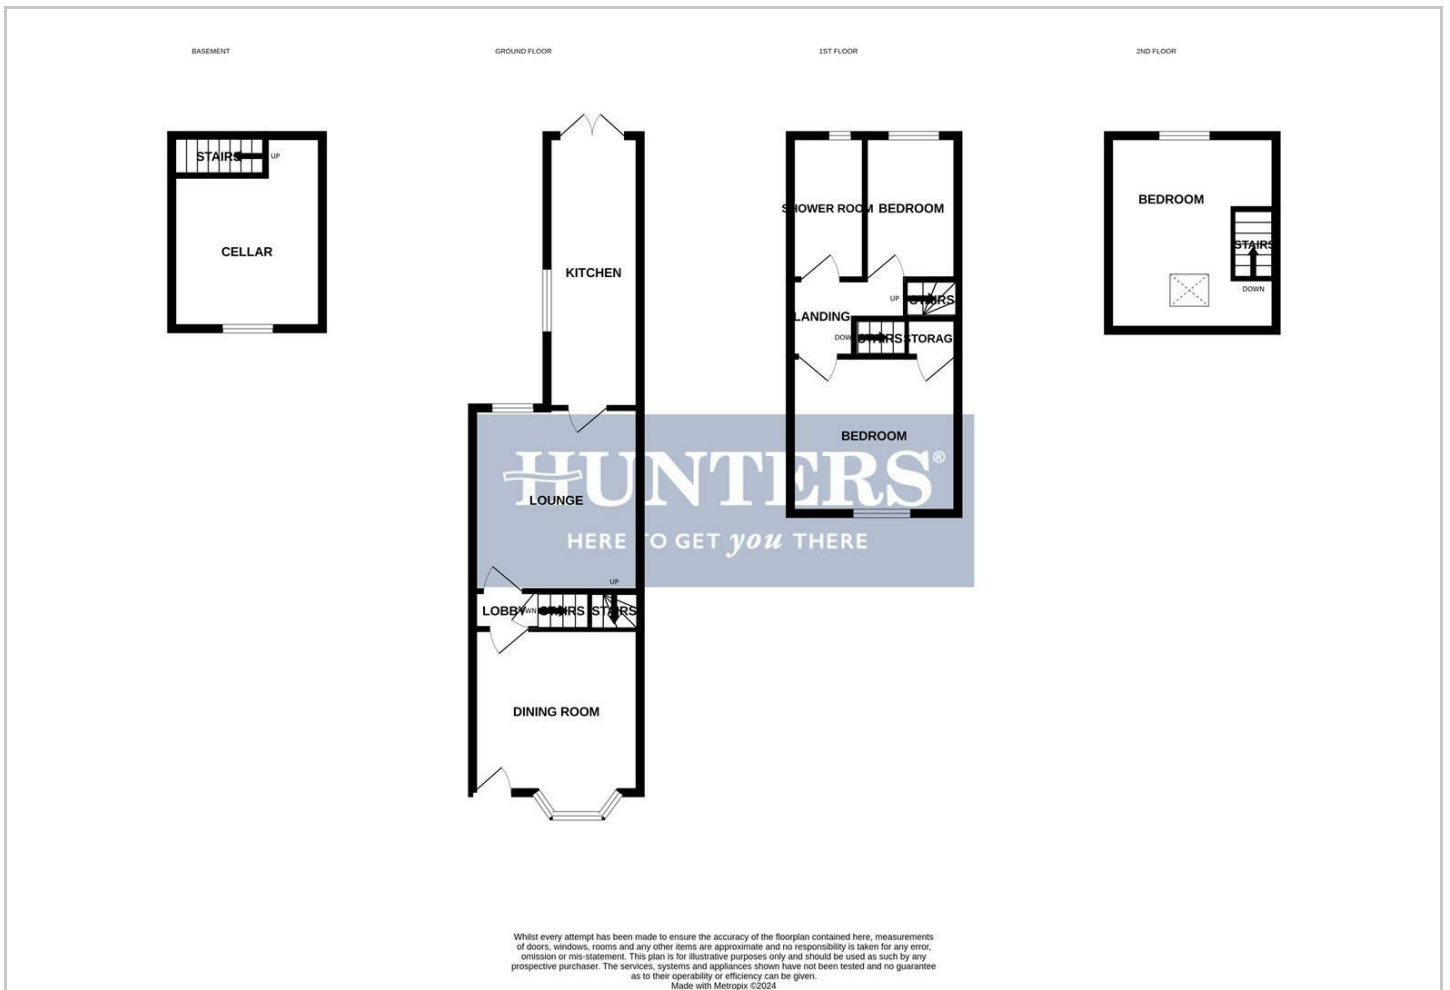 BASEMENT
GROUND FLOOR
1ST FLOOR
2ND FLOOR
STAIRS
UP
CELLAR
KITCHEN
LOUNGE
UP
LOBBY
WN
STAIRS
STAIRS
DINING ROOM
SHOWER ROOM
BEDROOM
UP
STAIRS
LANDING
DOW
STAIRS
STORAG
BEDROOM
BEDROOM
STAIRS
DOWN
HUNTERS®
HERE TO GET you THERE
Whilst every attempt has been made to ensure the accuracy of the floorplan contained here, measurements
of doors, windows, rooms and any other items are approximate and no responsibility is taken for any error,
omission or mis-statement. This plan is for illustrative purposes only and should be used as such by any
prospective purchaser. The services, systems and appliances shown have not been tested and no guarantee
as to their operability or efficiency can be given.
Made with Metropix ©2024